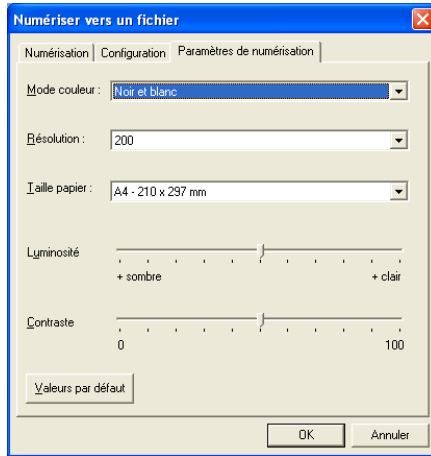 Numériser vers un fichier
Numérisation Configuration Paramètres de numérisation
Mode couleur : Noir et blanc
Résolution : 200
Taille papier : A4 - 210 x 297 mm
Luminosité
+ sombre + clair
Contraste
0 100
Valeurs par défaut
OK Annuler